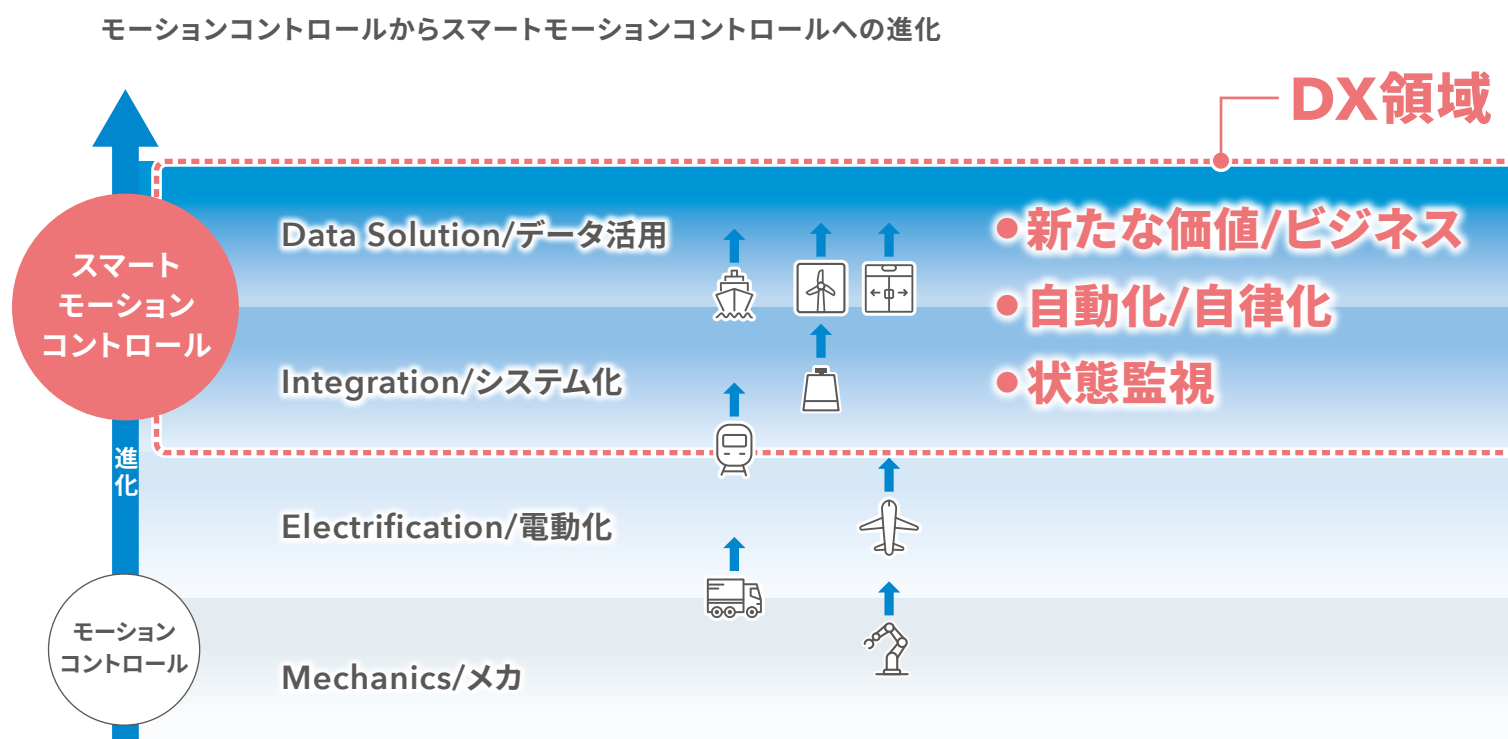 モーションコントロールからスマートモーションコントロールへの進化
DX領域
Data Solution/データ活用
•新たな価値/ビジネス
スマート
モーション
コントロール
•自動化/自律化
Integration/システム化
•状態監視
進化
Electrification/電動化
モーション
コントロール
Mechanics/メカ